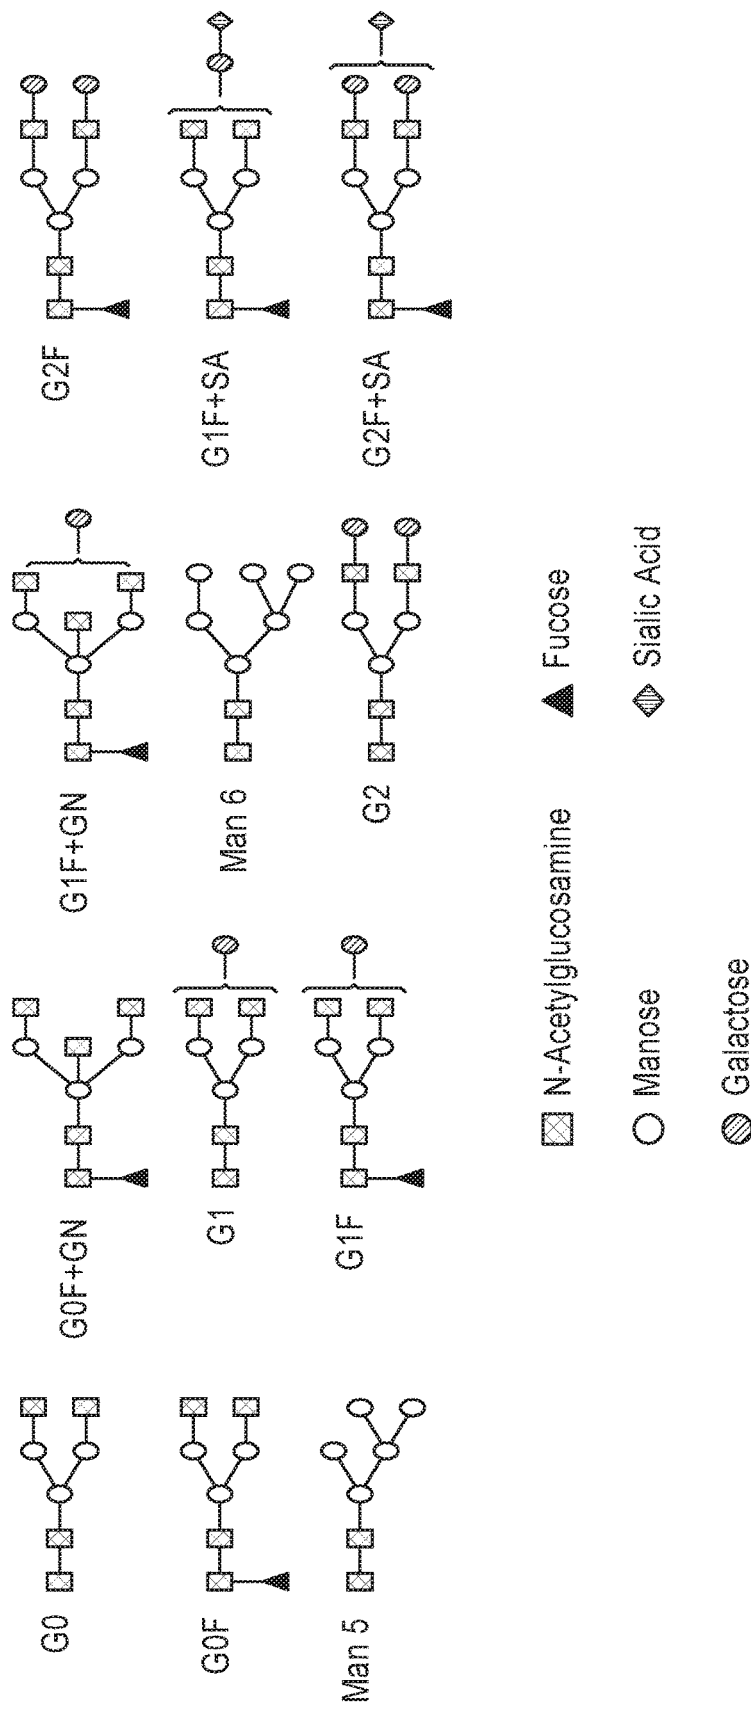 G0
G0F+GN
G1F+GN
G2F
G0F
G1
Man 6
G1F+SA
Man 5
G1F
G2
G2F+SA
N-Acetylglucosamine
Fucose
Manose
Sialic Acid
Galactose